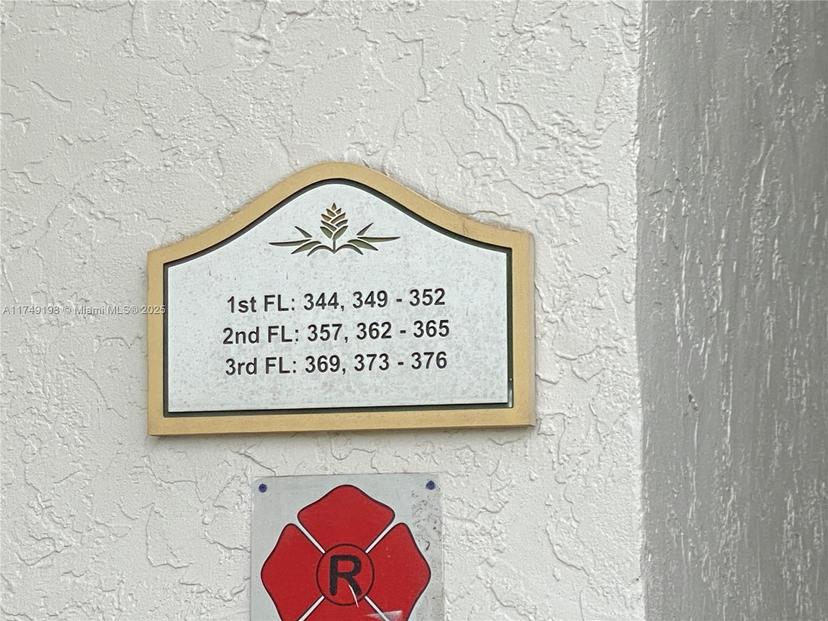 1st FL: 344, 349 - 352
A11749198 © Miami MLS® 2025
2nd FL: 357, 362 - 365
3rd FL: 369, 373 - 376
R